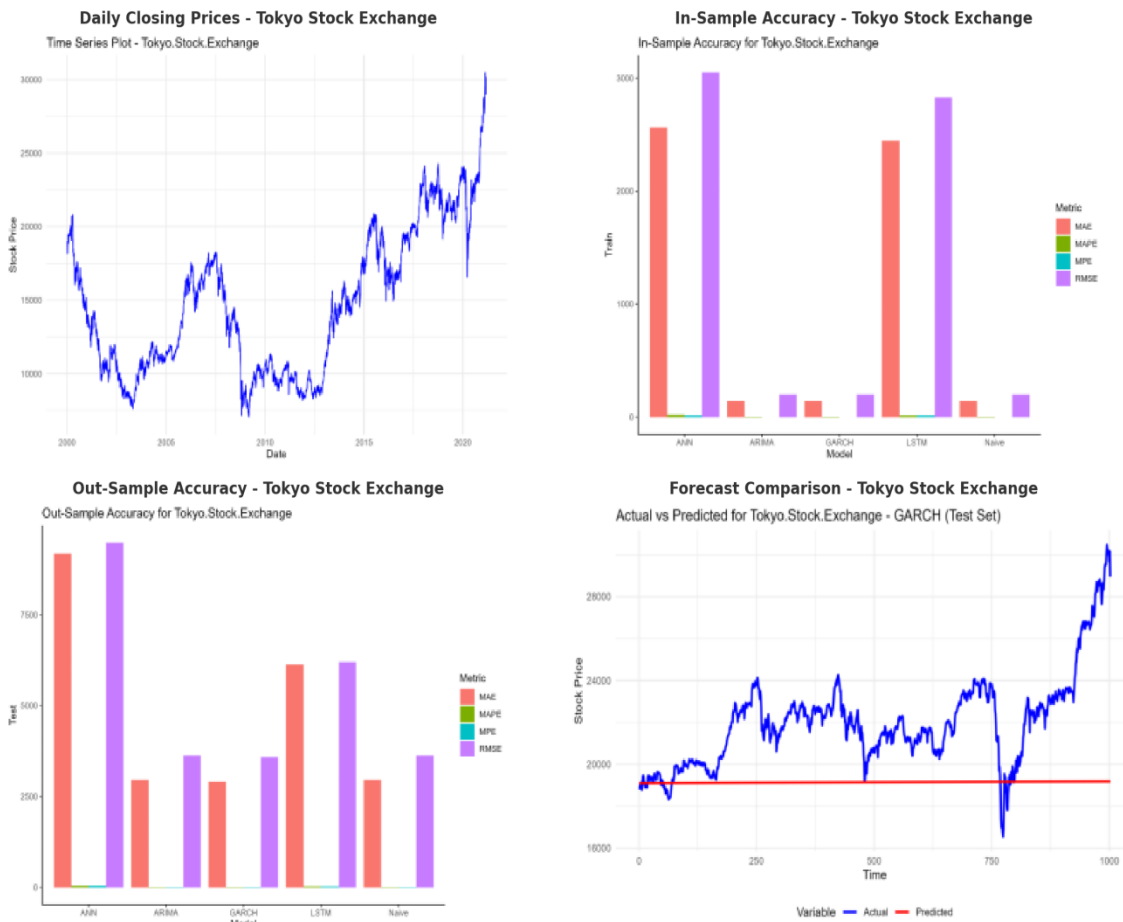 Daily Closing Prices - Tokyo Stock Exchange
Time Series Plot - Tokyo.Stock.Exchange
30000
25000
20000
15000
10000
2000
2005
2010
2015
2020
Stock Price
Date
In-Sample Accuracy - Tokyo Stock Exchange
In-Sample Accuracy for Tokyo.Stock.Exchange
3000
2000
1000
0
Train
ANN
ARIMA
GARCH
LSTM
Naive
Model
Metric
MAE
MAPE
MPE
RMSE
Out-Sample Accuracy - Tokyo Stock Exchange
Out-Sample Accuracy for Tokyo.Stock.Exchange
7500
5000
2500
0
Test
ANN
ARIMA
GARCH
LSTM
Naive
Model
Metric
MAE
MAPE
MPE
RMSE
Forecast Comparison - Tokyo Stock Exchange
Actual vs Predicted for Tokyo.Stock.Exchange - GARCH (Test Set)
28000
24000
20000
16000
Stock Price
0
250
500
750
1000
Time
Variable
Actual
Predicted